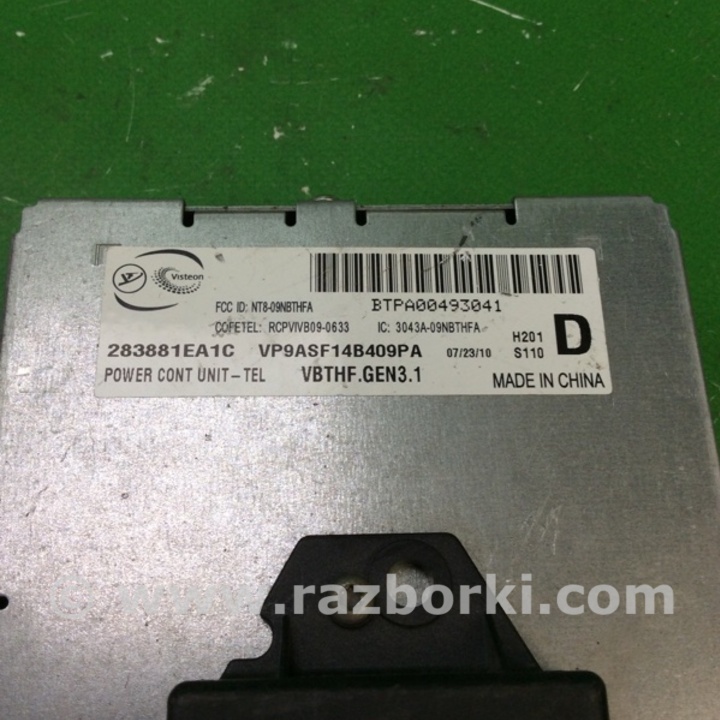 Visteon
FCC ID: NT8-09NBTHFA
BTPA00493041
COFETEL: RCPVIVB09-0633 IC: 3043A-09NBTHFA
283881EA1C VP9ASF14B409PA 07/23/10 H201 S110 D
POWER CONT UNIT-TEL VBTHF.GEN3.1 MADE IN CHINA
© www.razborki.com